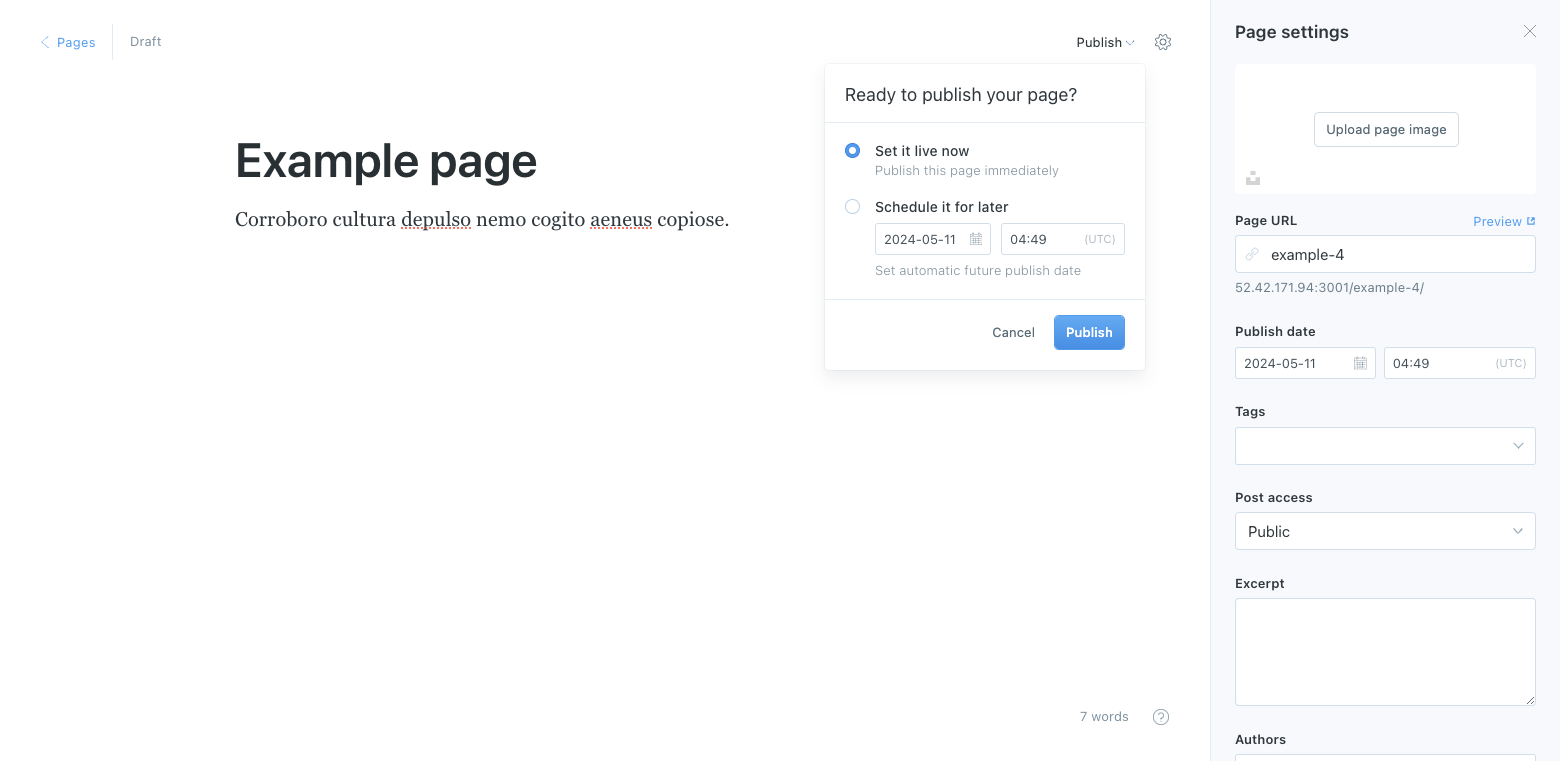 Pages
Draft
Publish
Example page
Corroboro cultura depulso nemo cogito aeneus copiose.
Ready to publish your page?
Set it live now
Publish this page immediately
Schedule it for later
2024-05-11
04:49 (UTC)
Set automatic future publish date
Cancel
Publish
7 words
?
Page settings
Upload page image
Page URL
Preview
example-4
52.42.171.94:3001/example-4/
Publish date
2024-05-11
04:49 (UTC)
Tags
Post access
Public
Excerpt
Authors